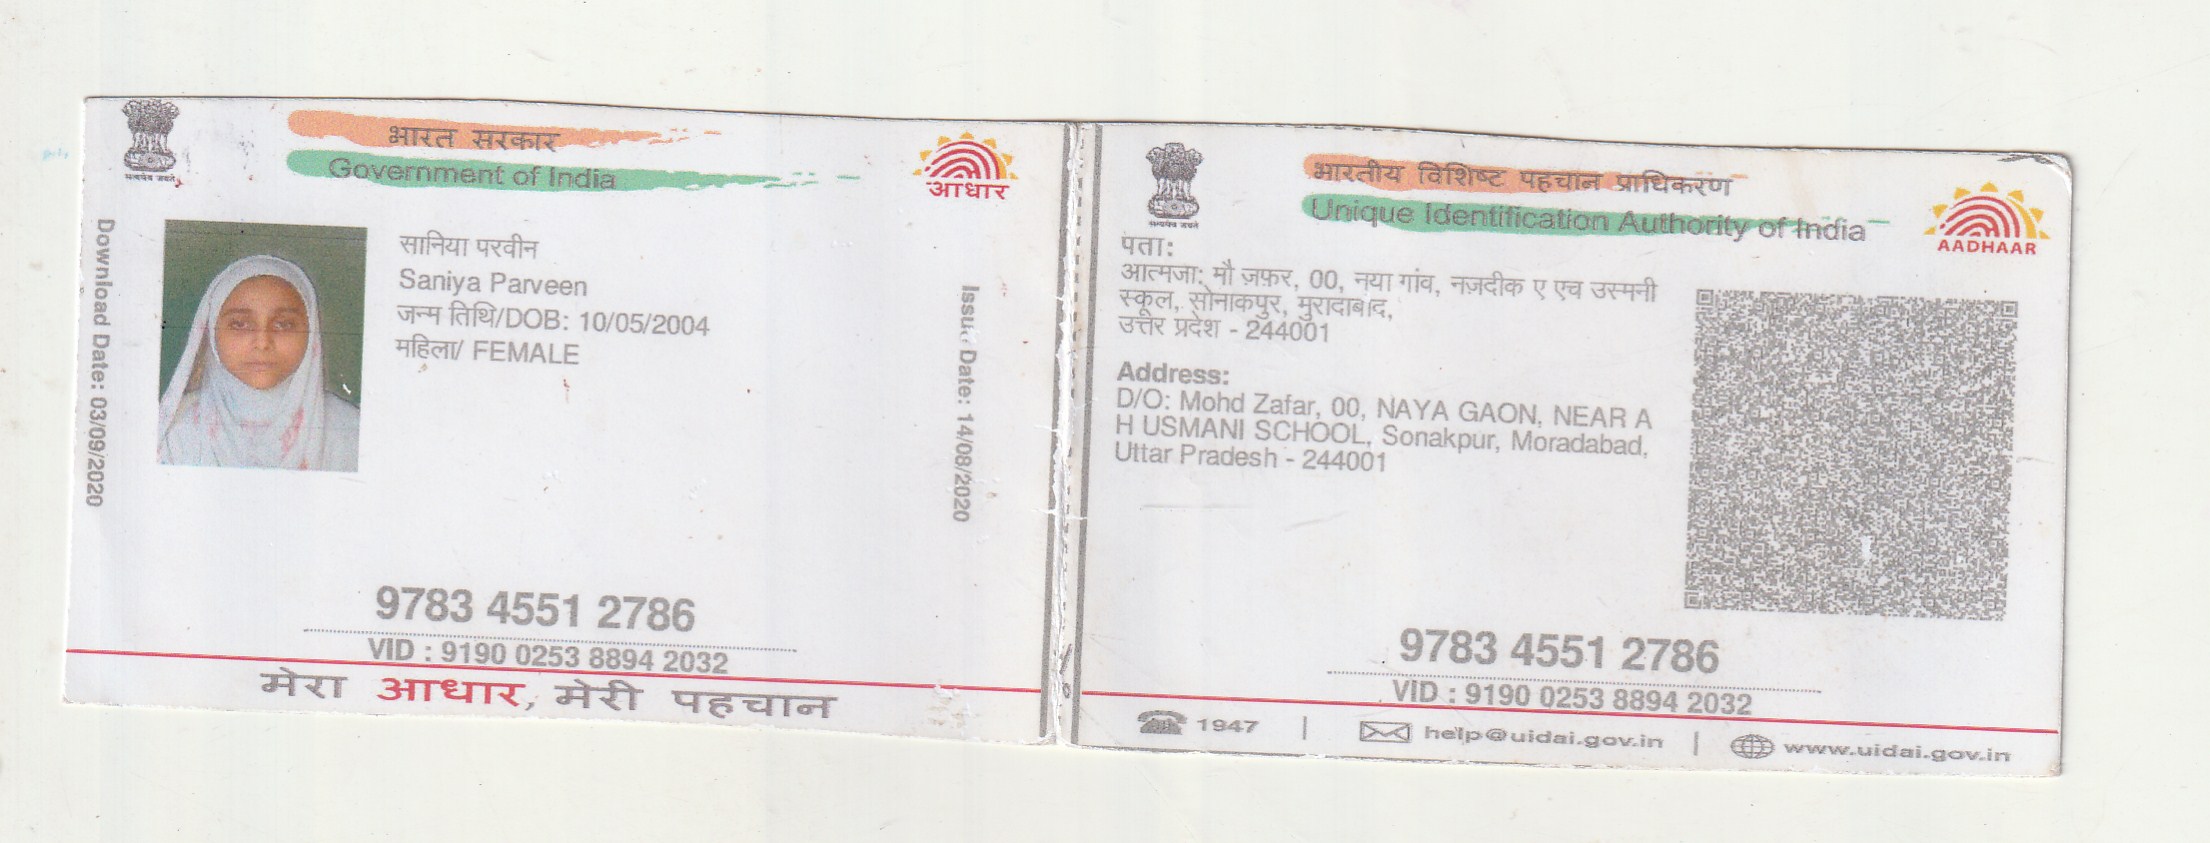 भारत सरकार
Government of India
आधार
Download Date: 03/09/2020
सानिया परवीन
Saniya Parveen
जन्म तिथि/DOB: 10/05/2004
महिला/ FEMALE
Issue Date: 14/08/2020
9783 4551 2786
VID : 9190 0253 8894 2032
मेरा आधार, मेरी पहचान
भारतीय विशिष्ट पहचान प्राधिकरण
Unique Identification Authority of India
AADHAAR
पता:
आत्मजा: मौ ज़फ़र, 00, नया गांव, नज़दीक ए एच उस्मनी
स्कूल, सोनाकपुर, मुरादाबाद,
उत्तर प्रदेश - 244001
Address:
D/O: Mohd Zafar, 00, NAYA GAON, NEAR A
H USMANI SCHOOL, Sonakpur, Moradabad,
Uttar Pradesh - 244001
9783 4551 2786
VID : 9190 0253 8894 2032
1947 | help@uidai.gov.in | www.uidai.gov.in